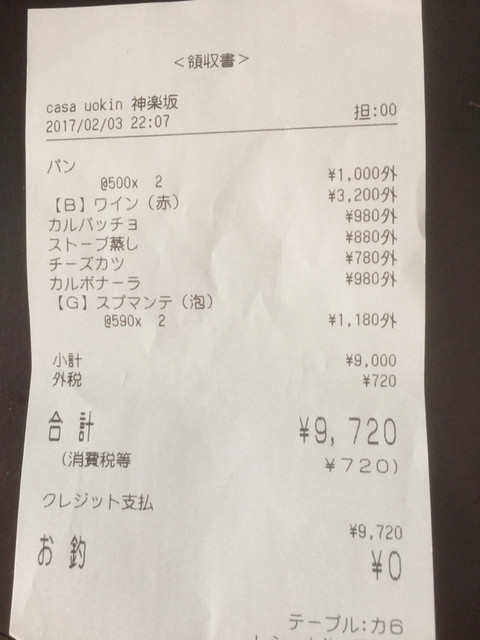 ＜領収書＞
casa uokin 神楽坂
2017/02/03 22:07 担:00
パン
@500x 2 ¥1,000外
【B】ワイン（赤） ¥3,200外
カルパッチョ ¥980外
ストーブ蒸し ¥880外
チーズカツ ¥780外
カルボナーラ ¥980外
【G】スプマンテ（泡）
@590x 2 ¥1,180外
小計 ¥9,000
外税 ¥720
合計 ¥9,720
（消費税等 ¥720）
クレジット支払
¥9,720
お釣 ¥0
テーブル:カ6